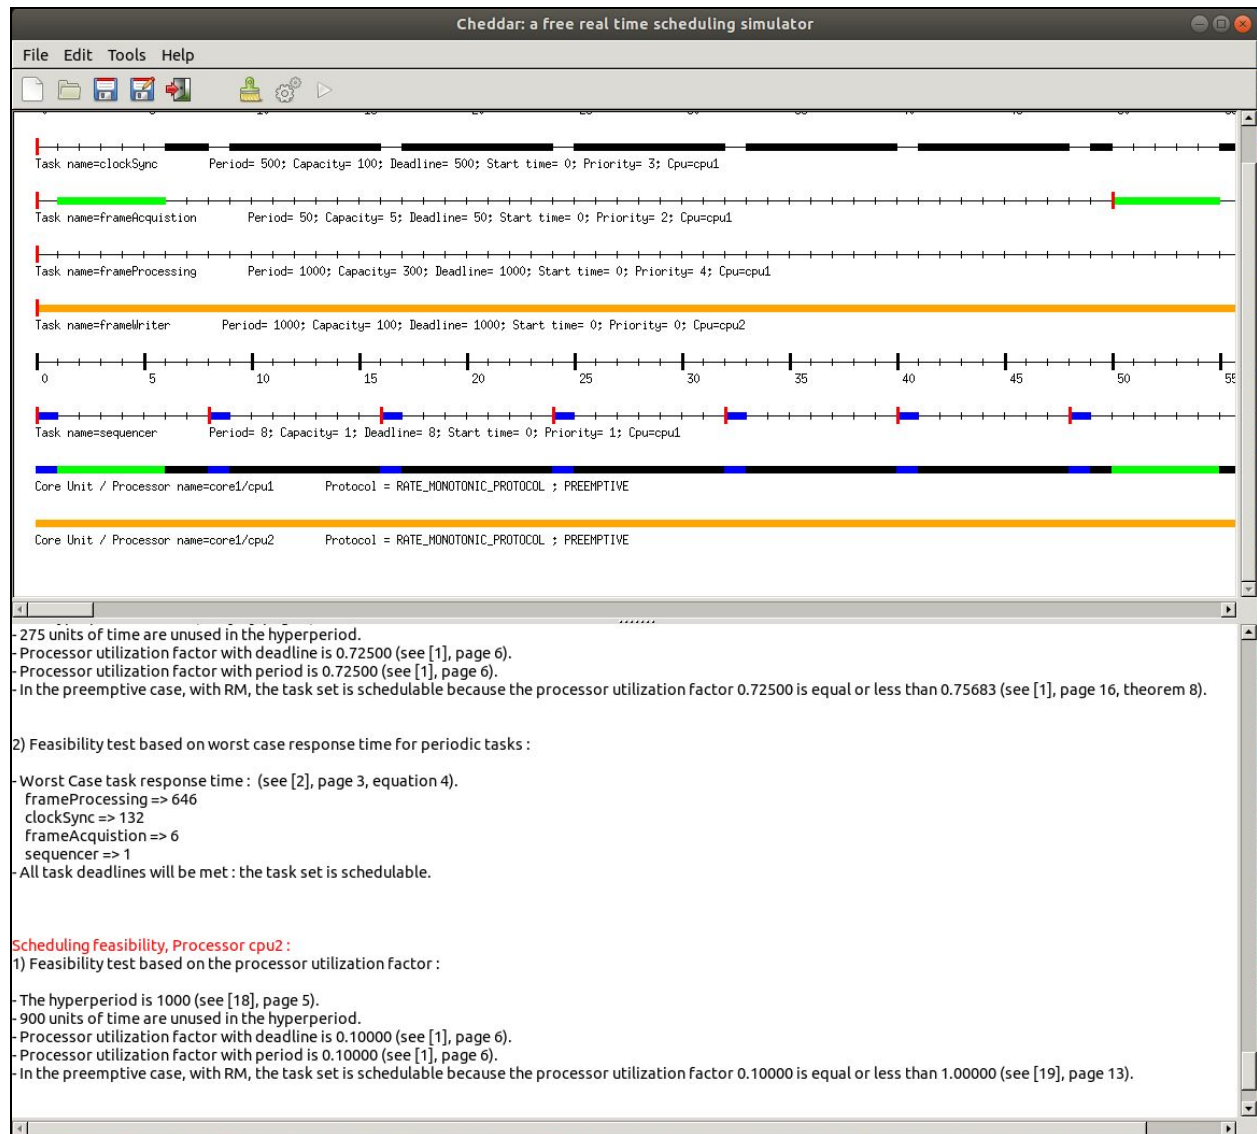 Cheddar: a free real time scheduling simulator
File Edit Tools Help
Task name=clockSync Period= 500; Capacity= 100; Deadline= 500; Start time= 0; Priority= 3; Cpu=cpu1
Task name=frameAcquistion Period= 50; Capacity= 5; Deadline= 50; Start time= 0; Priority= 2; Cpu=cpu1
Task name=frameProcessing Period= 1000; Capacity= 300; Deadline= 1000; Start time= 0; Priority= 4; Cpu=cpu1
Task name=frameWriter Period= 1000; Capacity= 100; Deadline= 1000; Start time= 0; Priority= 0; Cpu=cpu2
0 5 10 15 20 25 30 35 40 45 50 55
Task name=sequencer Period= 8; Capacity= 1; Deadline= 8; Start time= 0; Priority= 1; Cpu=cpu1
Core Unit / Processor name=core1/cpu1 Protocol = RATE_MONOTONIC_PROTOCOL ; PREEMPTIVE
Core Unit / Processor name=core1/cpu2 Protocol = RATE_MONOTONIC_PROTOCOL ; PREEMPTIVE
- 275 units of time are unused in the hyperperiod.
- Processor utilization factor with deadline is 0.72500 (see [1], page 6).
- Processor utilization factor with period is 0.72500 (see [1], page 6).
- In the preemptive case, with RM, the task set is schedulable because the processor utilization factor 0.72500 is equal or less than 0.75683 (see [1], page 16, theorem 8).
2) Feasibility test based on worst case response time for periodic tasks :
- Worst Case task response time : (see [2], page 3, equation 4).
frameProcessing => 646
clockSync => 132
frameAcquistion => 6
sequencer => 1
- All task deadlines will be met : the task set is schedulable.
Scheduling feasibility, Processor cpu2 :
1) Feasibility test based on the processor utilization factor :
- The hyperperiod is 1000 (see [18], page 5).
- 900 units of time are unused in the hyperperiod.
- Processor utilization factor with deadline is 0.10000 (see [1], page 6).
- Processor utilization factor with period is 0.10000 (see [1], page 6).
- In the preemptive case, with RM, the task set is schedulable because the processor utilization factor 0.10000 is equal or less than 1.00000 (see [19], page 13).